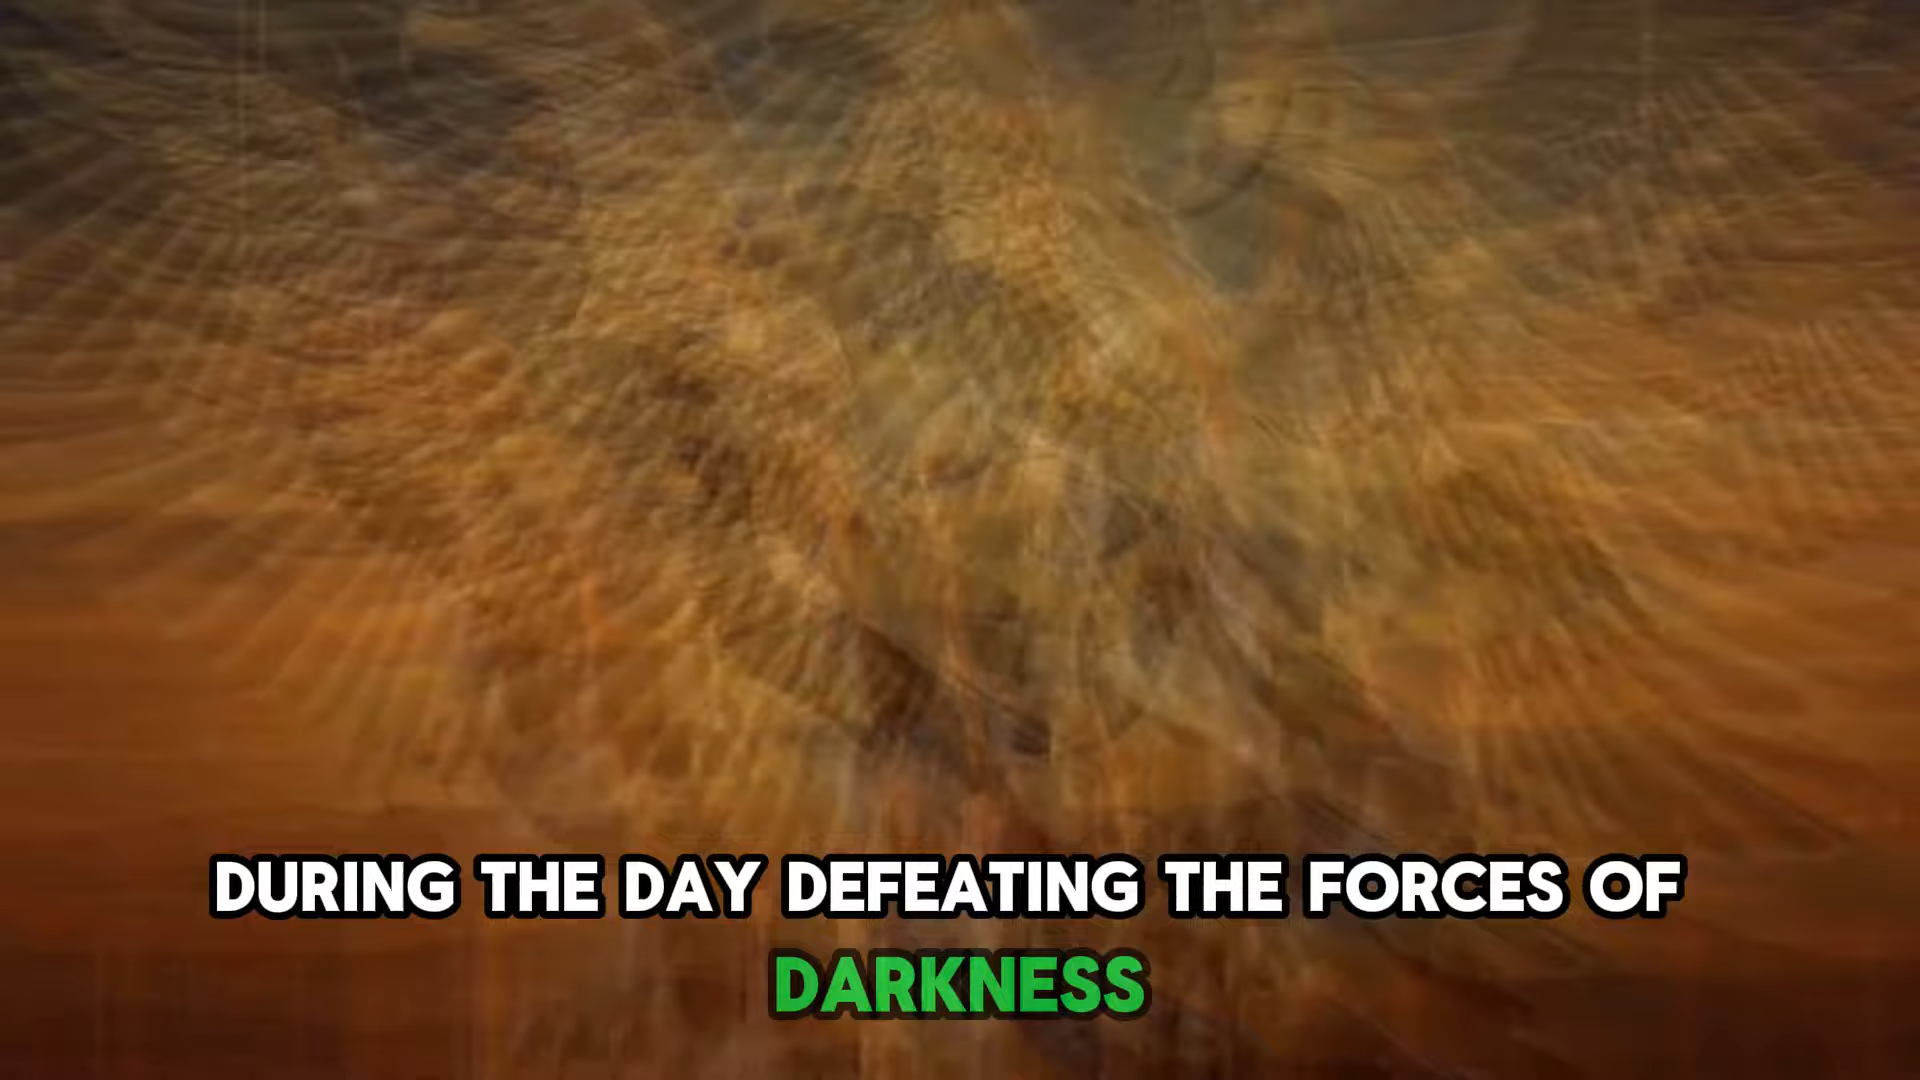 DURING THE DAY DEFEATING THE FORCES OF
DARKNESS